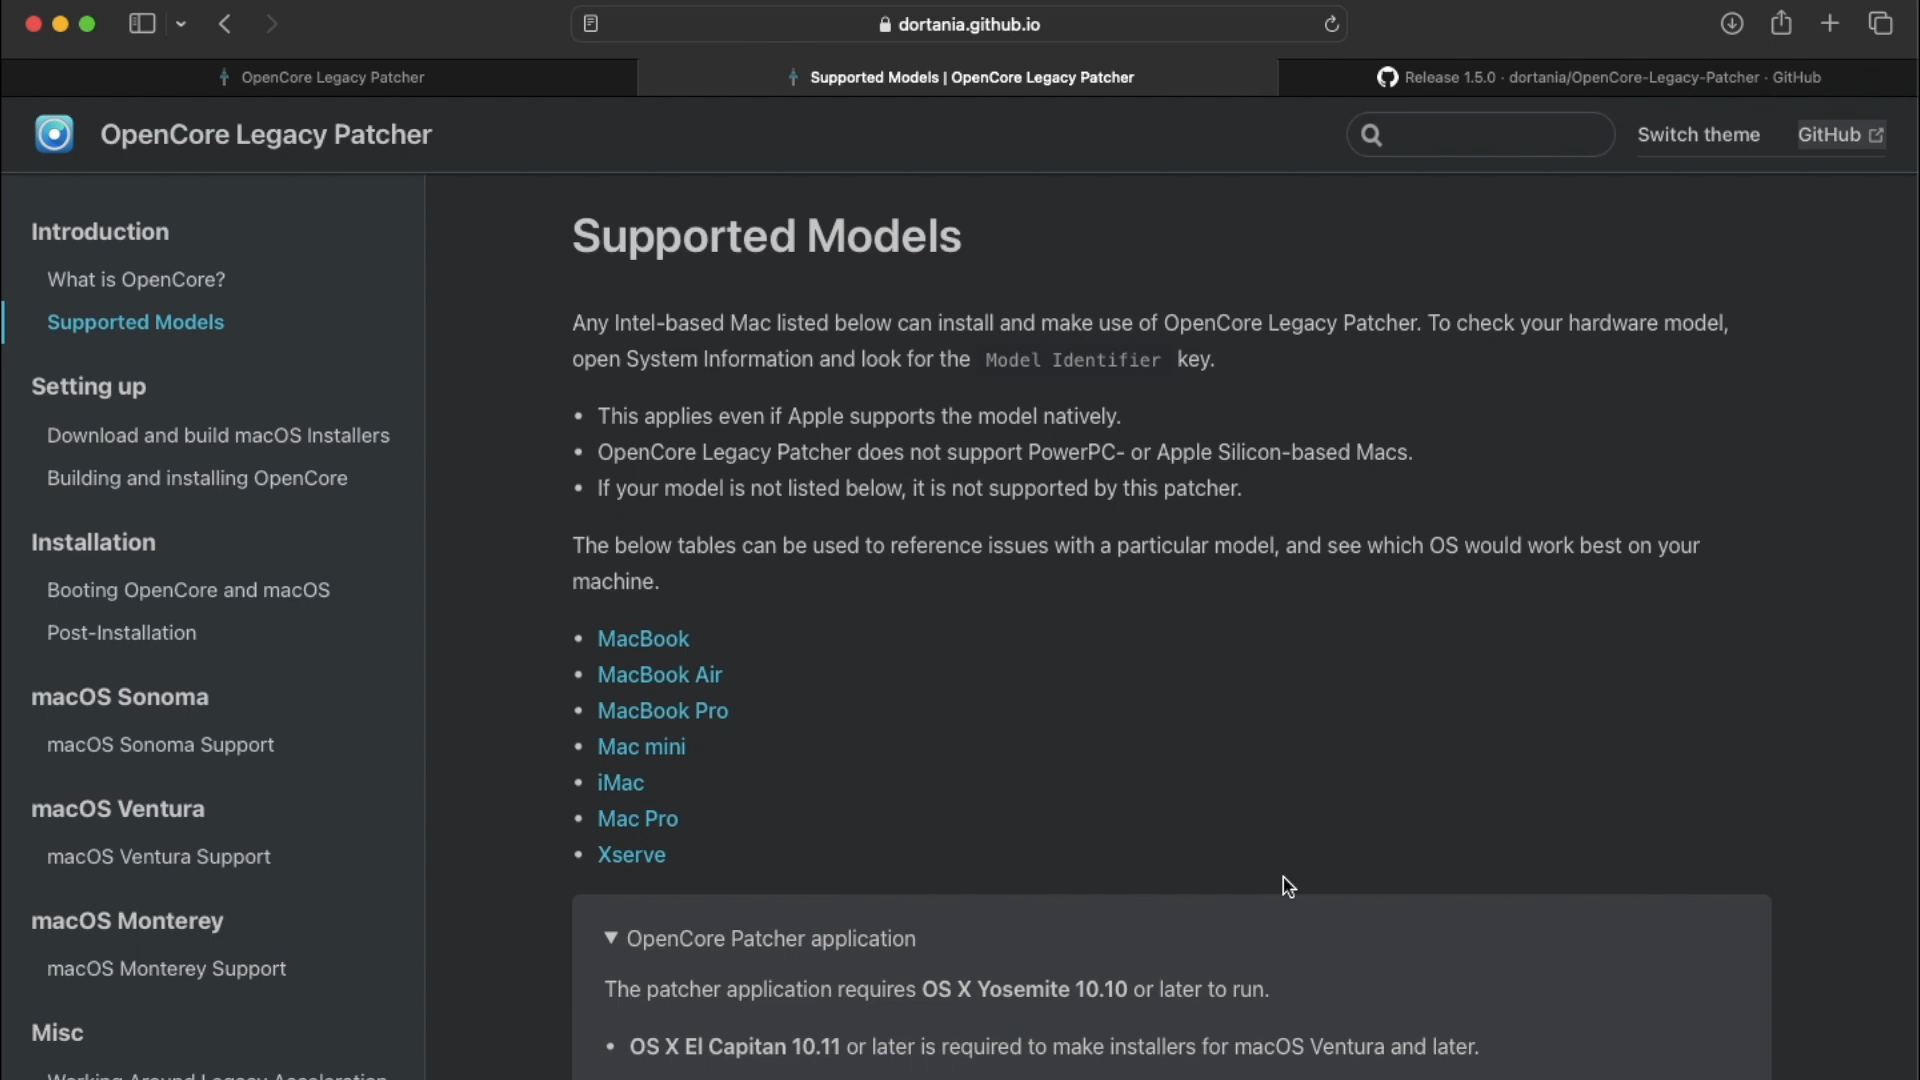 dortania.github.io
OpenCore Legacy Patcher
Supported Models | OpenCore Legacy Patcher
Release 1.5.0 · dortania/OpenCore-Legacy-Patcher · GitHub
OpenCore Legacy Patcher
Switch theme
GitHub
Introduction
What is OpenCore?
Supported Models
Setting up
Download and build macOS Installers
Building and installing OpenCore
Installation
Booting OpenCore and macOS
Post-Installation
macOS Sonoma
macOS Sonoma Support
macOS Ventura
macOS Ventura Support
macOS Monterey
macOS Monterey Support
Misc
Working Around Legacy Acceleration
Supported Models
Any Intel-based Mac listed below can install and make use of OpenCore Legacy Patcher. To check your hardware model,
open System Information and look for the Model Identifier key.
• This applies even if Apple supports the model natively.
• OpenCore Legacy Patcher does not support PowerPC- or Apple Silicon-based Macs.
• If your model is not listed below, it is not supported by this patcher.
The below tables can be used to reference issues with a particular model, and see which OS would work best on your
machine.
• MacBook
• MacBook Air
• MacBook Pro
• Mac mini
• iMac
• Mac Pro
• Xserve
▼ OpenCore Patcher application
The patcher application requires OS X Yosemite 10.10 or later to run.
• OS X El Capitan 10.11 or later is required to make installers for macOS Ventura and later.